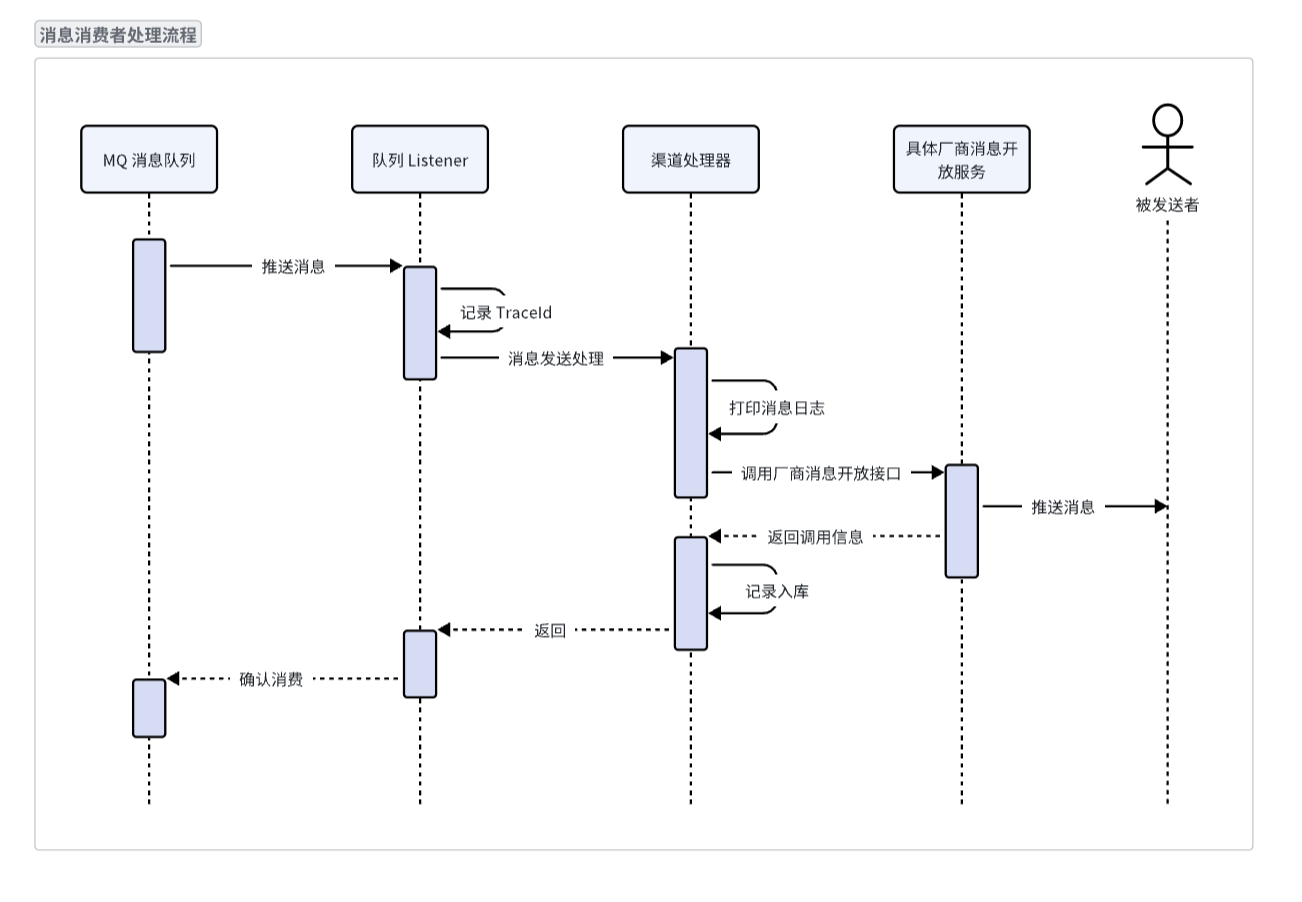 消息消费者处理流程
MQ 消息队列
队列 Listener
渠道处理器
具体厂商消息开
放服务
被发送者
推送消息
记录 TraceId
消息发送处理
打印消息日志
调用厂商消息开放接口
推送消息
返回调用信息
记录入库
返回
确认消费